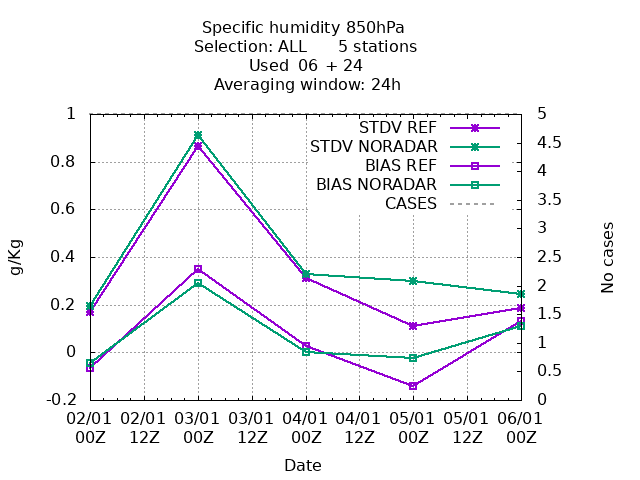 Specific humidity 850hPa
Selection: ALL 5 stations
Used 06 + 24
Averaging window: 24h
STDV REF
STDV NORADAR
BIAS REF
BIAS NORADAR
CASES
1
0.8
0.6
0.4
0.2
0
-0.2
g/Kg
5
4.5
4
3.5
3
2.5
2
1.5
1
0.5
0
No cases
02/01 02/01 03/01 03/01 04/01 04/01 05/01 05/01 06/01
00Z 12Z 00Z 12Z 00Z 12Z 00Z 12Z 00Z
Date